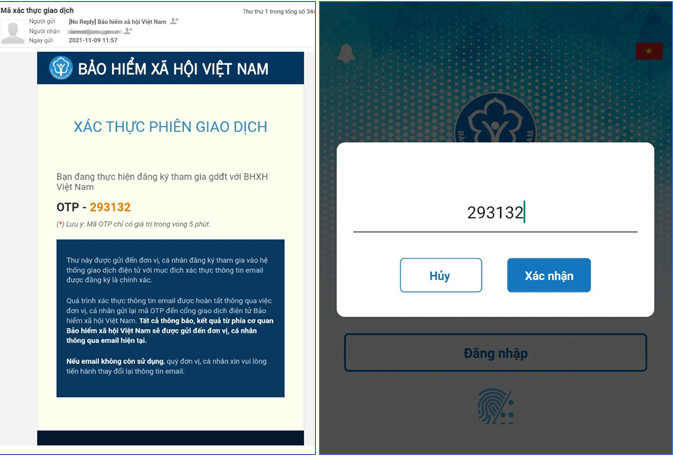 Mã xác thực giao dịch
Thư thứ 1 trong tổng số 344
Người gửi [No Reply] Bảo hiểm xã hội Việt Nam
Người nhận
Ngày gửi 2021-11-09 11:57
BẢO HIỂM XÃ HỘI VIỆT NAM
XÁC THỰC PHIÊN GIAO DỊCH
Bạn đang thực hiện đăng ký tham gia gdđt với BHXH
Việt Nam
OTP - 293132
(*) Lưu ý: Mã OTP chỉ có giá trị trong vòng 5 phút.
Thư này được gửi đến đơn vị, cá nhân đăng ký tham gia vào hệ
thống giao dịch điện tử với mục đích xác thực thông tin email
được đăng ký là chính xác.
Quá trình xác thực thông tin email được hoàn tất thông qua việc
đơn vị, cá nhân gửi lại mã OTP đến cổng giao dịch điện tử Bảo
hiểm xã hội Việt Nam. Tất cả thông báo, kết quả từ phía cơ quan
Bảo hiểm xã hội Việt Nam sẽ được gửi đến đơn vị, cá nhân
thông qua email hiện tại.
Nếu email không còn sử dụng, quý đơn vị, cá nhân xin vui lòng
tiến hành thay đổi lại thông tin email.
293132
Hủy
Xác nhận
Đăng nhập